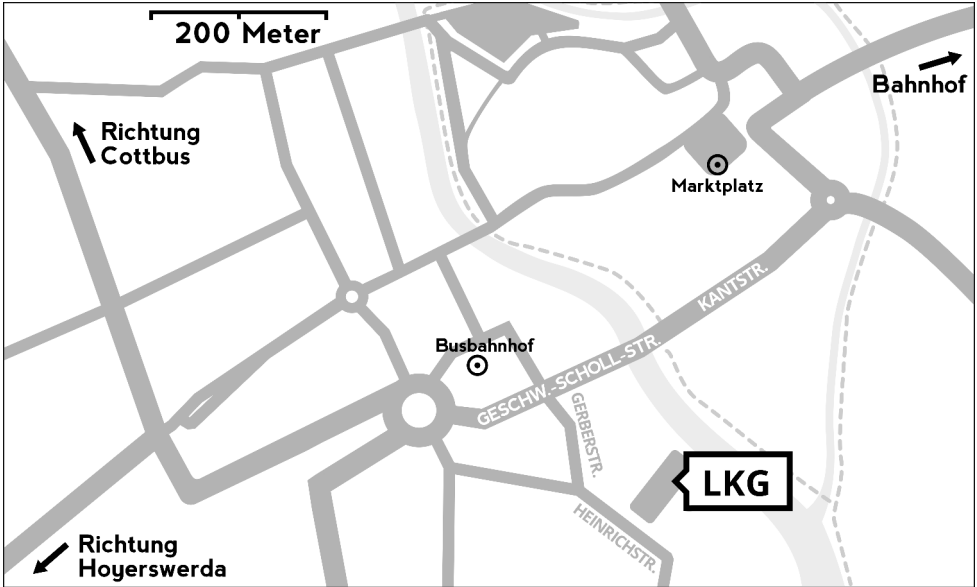 200 Meter
Bahnhof
Richtung
Cottbus
Marktplatz
KANTSTR.
Busbahnhof
GESCHW.-SCHOLL-STR.
GERBERSTR.
LKG
HEINRICHSTR.
Richtung
Hoyerswerda